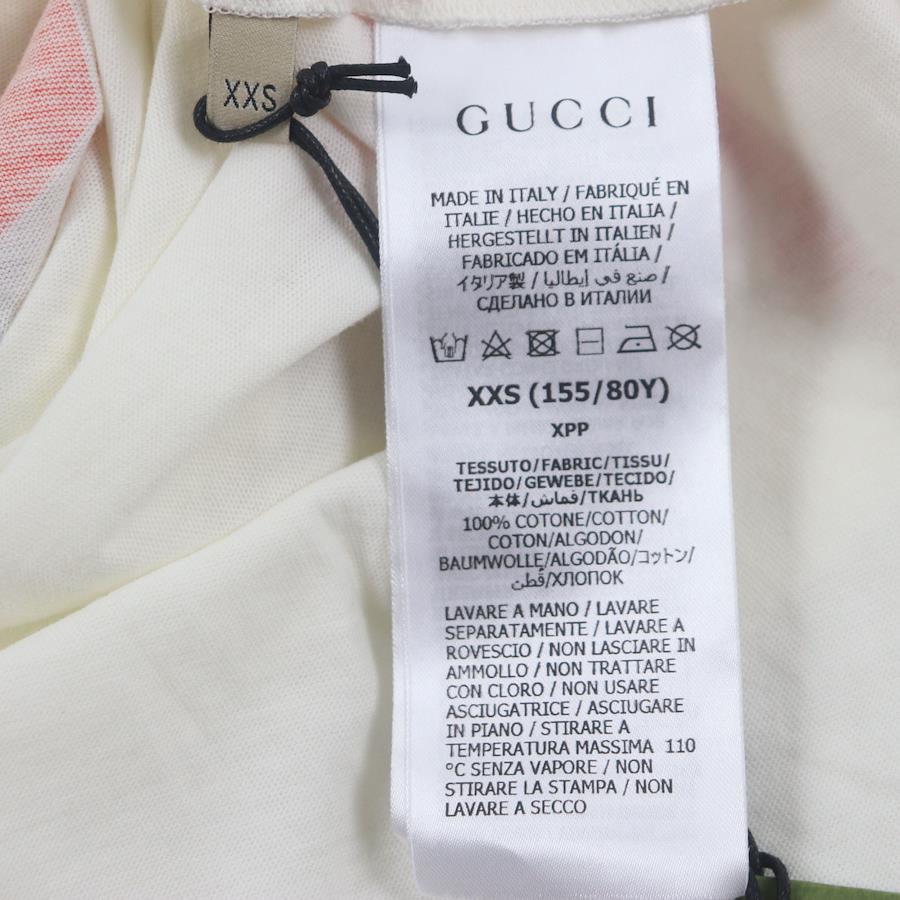 XXS
GUCCI
MADE IN ITALY / FABRIQUÉ EN
ITALIE / HECHO EN ITALIA /
HERGESTELLT IN ITALIEN /
FABRICADO EM ITÁLIA /
イタリア製 / صنع في إيطاليا /
СДЕЛАНО В ИТАЛИИ
XXS (155/80Y)
XPP
TESSUTO/FABRIC/TISSU/
TEJIDO/GEWEBE/TECIDO/
本体/قماش/ТКАНЬ
100% COTONE/COTTON/
COTON/ALGODON/
BAUMWOLLE/ALGODÃO/コットン/
قطن/ХЛОПОК
LAVARE A MANO / LAVARE
SEPARATAMENTE / LAVARE A
ROVESCIO / NON LASCIARE IN
AMMOLLO / NON TRATTARE
CON CLORO / NON USARE
ASCIUGATRICE / ASCIUGARE
IN PIANO / STIRARE A
TEMPERATURA MASSIMA 110
°C SENZA VAPORE / NON
STIRARE LA STAMPA / NON
LAVARE A SECCO